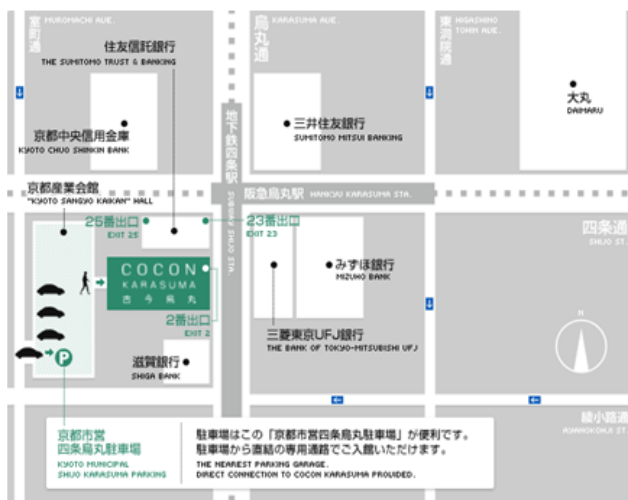 室町通
MUROMACHI AUE.
烏丸通
KARASUMA AUE.
東洞院通
HIGASHINO
TOHIN AUE.
住友信託銀行
THE SUMITOMO TRUST & BANKING
京都中央信用金庫
KYOTO CHUO SHINKIN BANK
三井住友銀行
SUMITOMO MITSUI BANKING
大丸
DAIMARU
地下鉄四条駅
SUBWAY SHIJO STA.
阪急烏丸駅
HANKYU KARASUMA STA.
京都産業会館
"KYOTO SANGYO KAIKAN" HALL
25番出口
EXIT 25
23番出口
EXIT 23
四条通
SHIJO ST.
COCON
KARASUMA
古今烏丸
みずほ銀行
MIZUHO BANK
2番出口
EXIT 2
三菱東京UFJ銀行
THE BANK OF TOKYO-MITSUBISHI UFJ
N
P
滋賀銀行
SHIGA BANK
綾小路通
AYANOKOHJI ST.
京都市営
四条烏丸駐車場
KYOTO MUNICIPAL
SHIJO KARASUMA PARKING
駐車場はこの「京都市営四条烏丸駐車場」が便利です。
駐車場から直結の専用通路でご入館いただけます。
THE NEAREST PARKING GARAGE.
DIRECT CONNECTION TO COCON KARASUMA PROUIDED.